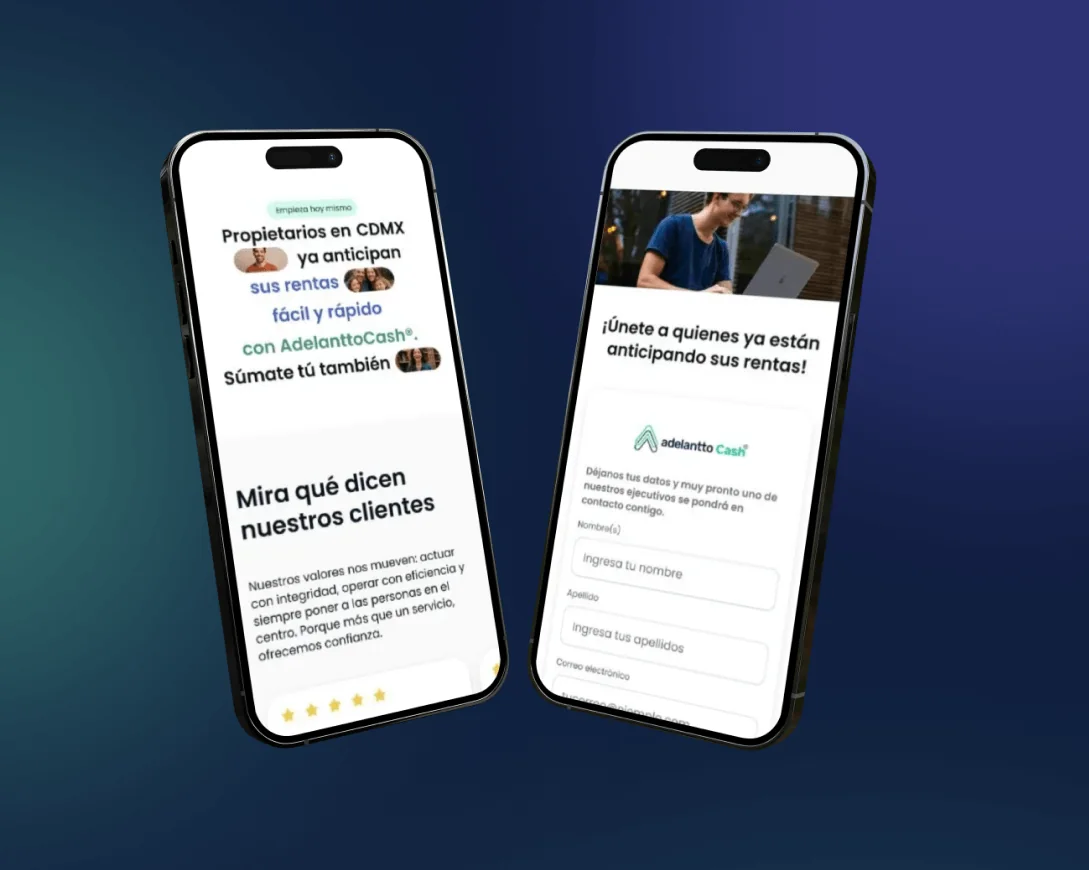 Empieza hoy mismo
Propietarios en CDMX
ya anticipan
sus rentas
fácil y rápido
con AdelanttoCash®.
Súmate tú también
Mira qué dicen
nuestros clientes
Nuestros valores nos mueven: actuar
con integridad, operar con eficiencia y
siempre poner a las personas en el
centro. Porque más que un servicio,
ofrecemos confianza.
¡Únete a quienes ya están
anticipando sus rentas!
adelantto Cash®
Déjanos tus datos y muy pronto uno de
nuestros ejecutivos se pondrá en
contacto contigo.
Nombre(s)
Ingresa tu nombre
Apellido
Ingresa tus apellidos
Correo electrónico
tucorreo@ejemplo.com